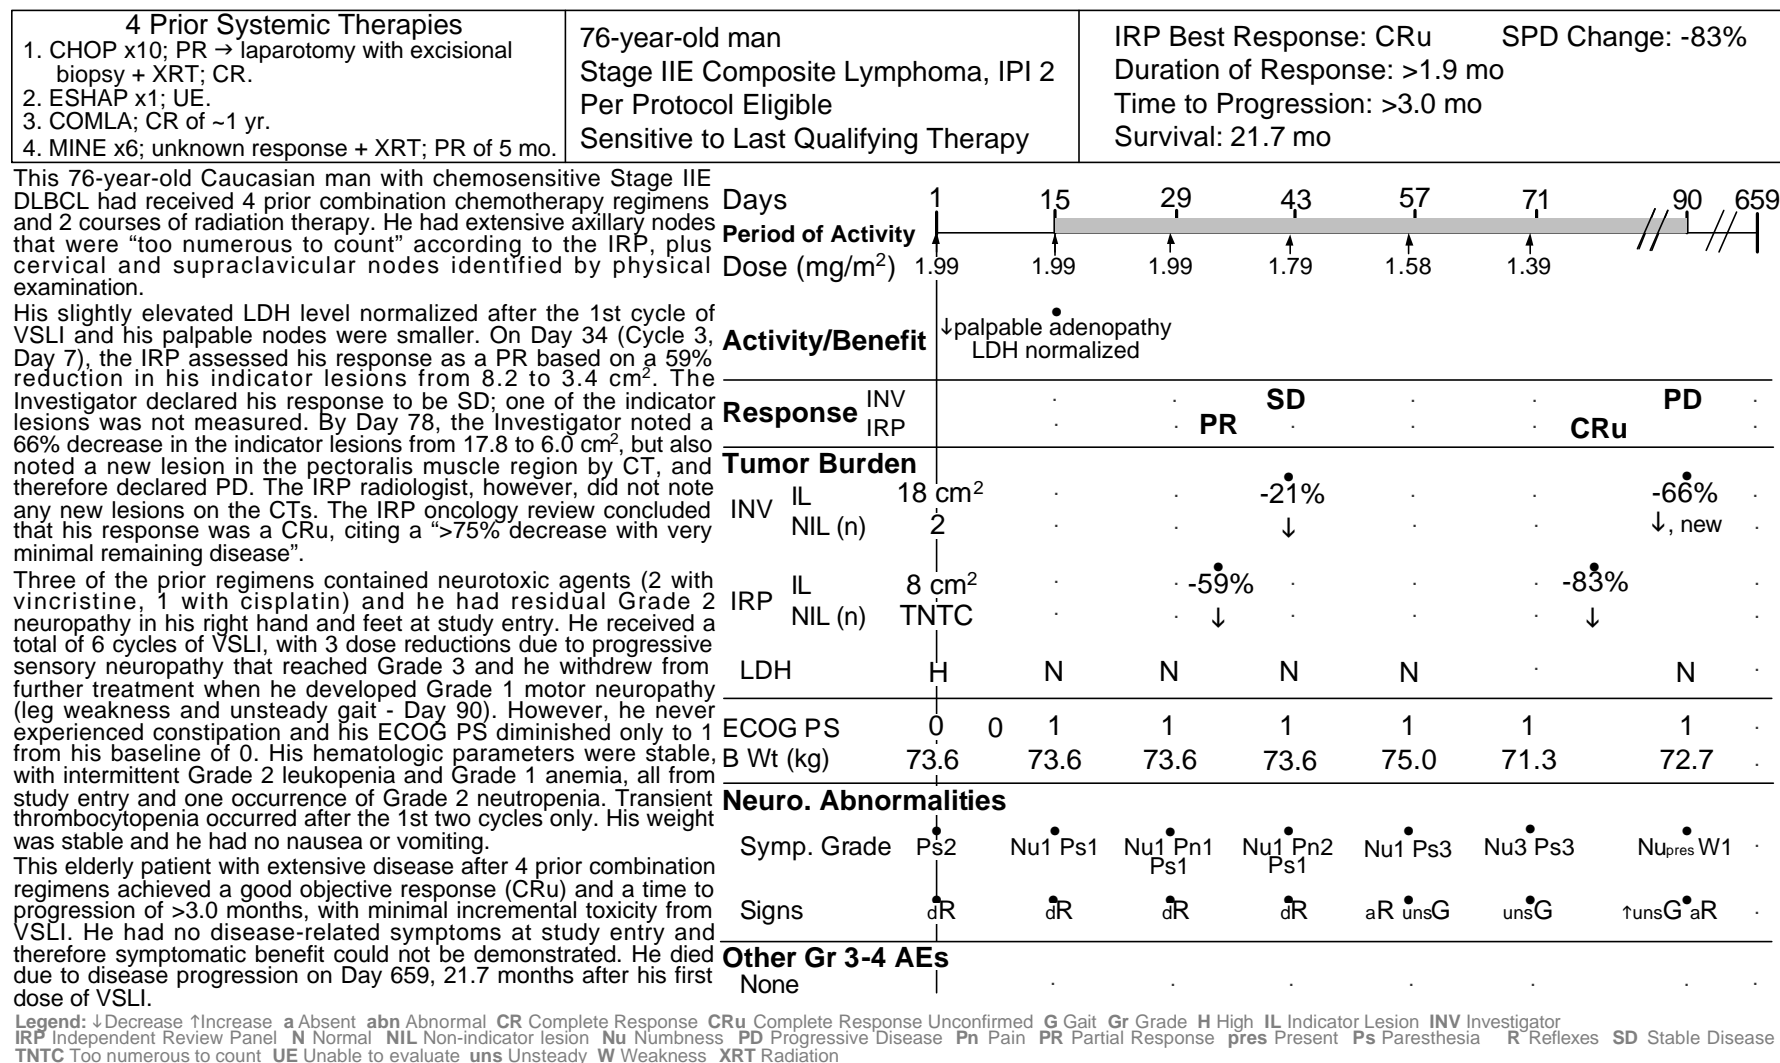 4 Prior Systemic Therapies
1. CHOP x10; PR → laparotomy with excisional
biopsy + XRT; CR.
2. ESHAP x1; UE.
3. COMLA; CR of ~1 yr.
4. MINE x6; unknown response + XRT; PR of 5 mo.
76-year-old man
Stage IIE Composite Lymphoma, IPI 2
Per Protocol Eligible
Sensitive to Last Qualifying Therapy
IRP Best Response: CRu SPD Change: -83%
Duration of Response: >1.9 mo
Time to Progression: >3.0 mo
Survival: 21.7 mo
This 76-year-old Caucasian man with chemosensitive Stage IIE
DLBCL had received 4 prior combination chemotherapy regimens
and 2 courses of radiation therapy. He had extensive axillary nodes
that were “too numerous to count” according to the IRP, plus
cervical and supraclavicular nodes identified by physical
examination.
His slightly elevated LDH level normalized after the 1st cycle of
VSLI and his palpable nodes were smaller. On Day 34 (Cycle 3,
Day 7), the IRP assessed his response as a PR based on a 59%
reduction in his indicator lesions from 8.2 to 3.4 cm². The
Investigator declared his response to be SD; one of the indicator
lesions was not measured. By Day 78, the Investigator noted a
66% decrease in the indicator lesions from 17.8 to 6.0 cm², but also
noted a new lesion in the pectoralis muscle region by CT, and
therefore declared PD. The IRP radiologist, however, did not note
any new lesions on the CTs. The IRP oncology review concluded
that his response was a CRu, citing a “>75% decrease with very
minimal remaining disease”.
Three of the prior regimens contained neurotoxic agents (2 with
vincristine, 1 with cisplatin) and he had residual Grade 2
neuropathy in his right hand and feet at study entry. He received a
total of 6 cycles of VSLI, with 3 dose reductions due to progressive
sensory neuropathy that reached Grade 3 and he withdrew from
further treatment when he developed Grade 1 motor neuropathy
(leg weakness and unsteady gait - Day 90). However, he never
experienced constipation and his ECOG PS diminished only to 1
from his baseline of 0. His hematologic parameters were stable,
with intermittent Grade 2 leukopenia and Grade 1 anemia, all from
study entry and one occurrence of Grade 2 neutropenia. Transient
thrombocytopenia occurred after the 1st two cycles only. His weight
was stable and he had no nausea or vomiting.
This elderly patient with extensive disease after 4 prior combination
regimens achieved a good objective response (CRu) and a time to
progression of >3.0 months, with minimal incremental toxicity from
VSLI. He had no disease-related symptoms at study entry and
therefore symptomatic benefit could not be demonstrated. He died
due to disease progression on Day 659, 21.7 months after his first
dose of VSLI.
Days 1 15 29 43 57 71 90 659
Period of Activity
Dose (mg/m²) 1.99 1.99 1.99 1.79 1.58 1.39
Activity/Benefit ↓palpable adenopathy
LDH normalized
Response INV SD PD
IRP PR CRu
Tumor Burden
INV IL 18 cm² -21% -66%
NIL (n) 2 ↓ ↓, new
IRP IL 8 cm² -59% -83%
NIL (n) TNTC ↓ ↓
LDH H N N N N N
ECOG PS 0 0 1 1 1 1 1 1
B Wt (kg) 73.6 73.6 73.6 73.6 75.0 71.3 72.7
Neuro. Abnormalities
Symp. Grade Ps2 Nu1 Ps1 Nu1 Pn1 Nu1 Pn2 Nu1 Ps3 Nu3 Ps3 Nupres W1
Ps1 Ps1
Signs dR dR dR dR aR unsG unsG ↑unsG aR
Other Gr 3-4 AEs
None
Legend: ↓Decrease ↑Increase a Absent abn Abnormal CR Complete Response CRu Complete Response Unconfirmed G Gait Gr Grade H High IL Indicator Lesion INV Investigator
IRP Independent Review Panel N Normal NIL Non-indicator lesion Nu Numbness PD Progressive Disease Pn Pain PR Partial Response pres Present Ps Paresthesia R Reflexes SD Stable Disease
TNTC Too numerous to count UE Unable to evaluate uns Unsteady W Weakness XRT Radiation